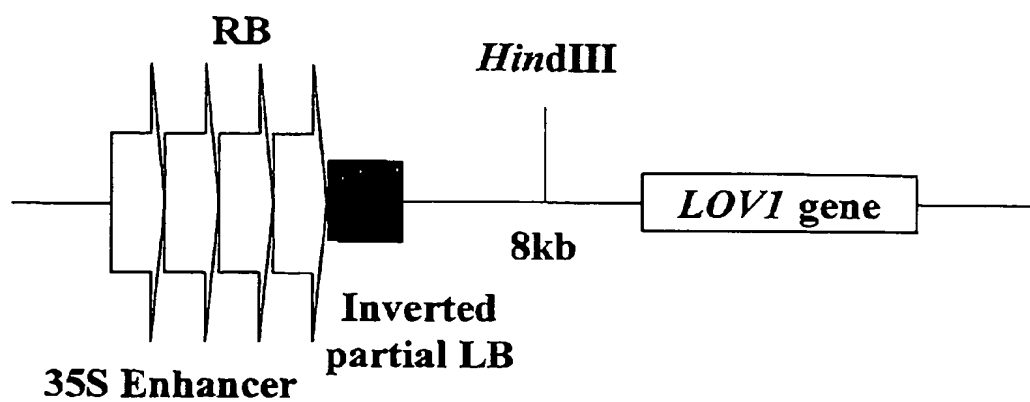 RB
HindIII
LOV1 gene
8kb
Inverted
partial LB
35S Enhancer